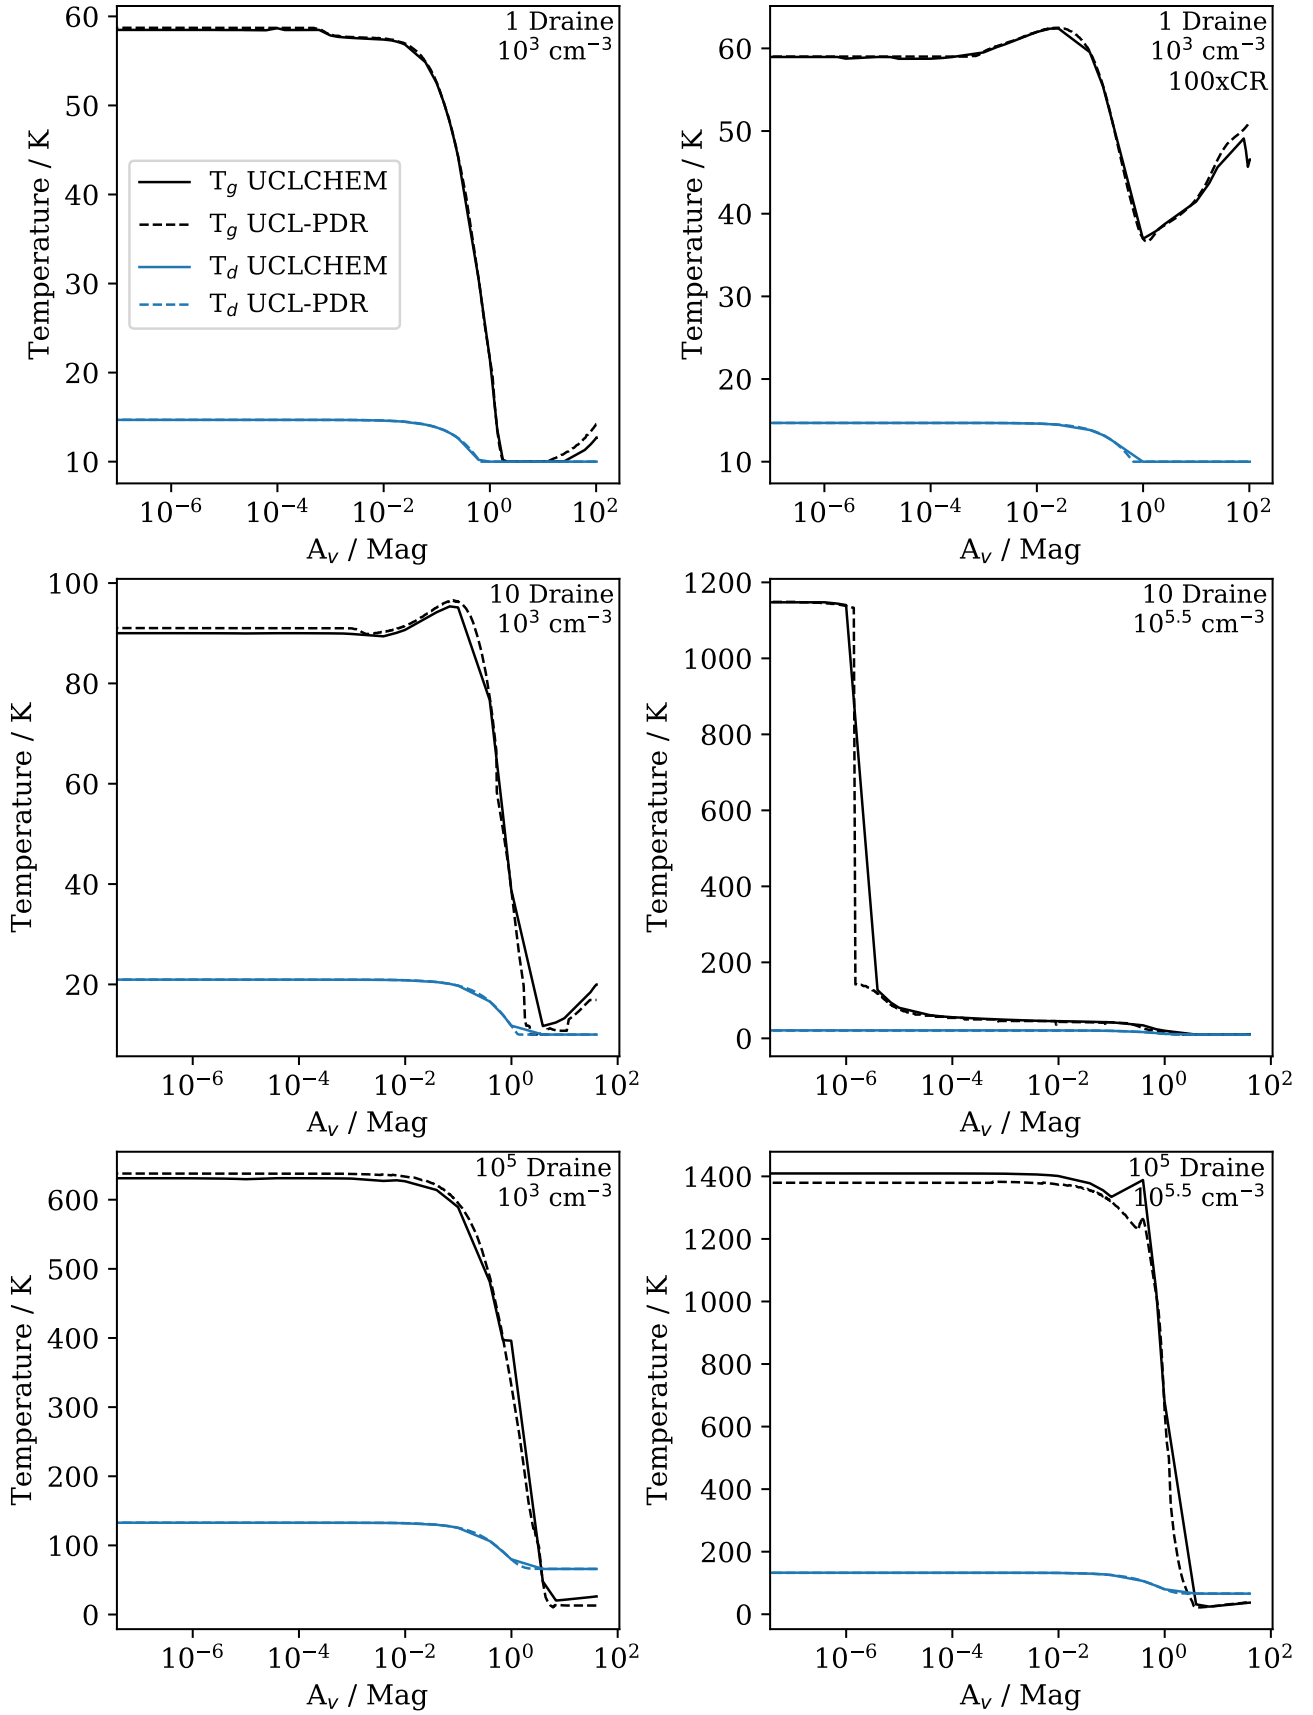 1 Draine
10³ cm⁻³
60
50
40
30
20
10
Temperature / K
T_g UCLCHEM
T_g UCL-PDR
T_d UCLCHEM
T_d UCL-PDR
10⁻⁶ 10⁻⁴ 10⁻² 10⁰ 10²
A_v / Mag
1 Draine
10³ cm⁻³
100xCR
60
50
40
30
20
10
Temperature / K
10⁻⁶ 10⁻⁴ 10⁻² 10⁰ 10²
A_v / Mag
10 Draine
10³ cm⁻³
100
80
60
40
20
Temperature / K
10⁻⁶ 10⁻⁴ 10⁻² 10⁰ 10²
A_v / Mag
10 Draine
10⁵·⁵ cm⁻³
1200
1000
800
600
400
200
0
Temperature / K
10⁻⁶ 10⁻⁴ 10⁻² 10⁰ 10²
A_v / Mag
10⁵ Draine
10³ cm⁻³
600
500
400
300
200
100
0
Temperature / K
10⁻⁶ 10⁻⁴ 10⁻² 10⁰ 10²
A_v / Mag
10⁵ Draine
10⁵·⁵ cm⁻³
1400
1200
1000
800
600
400
200
0
Temperature / K
10⁻⁶ 10⁻⁴ 10⁻² 10⁰ 10²
A_v / Mag